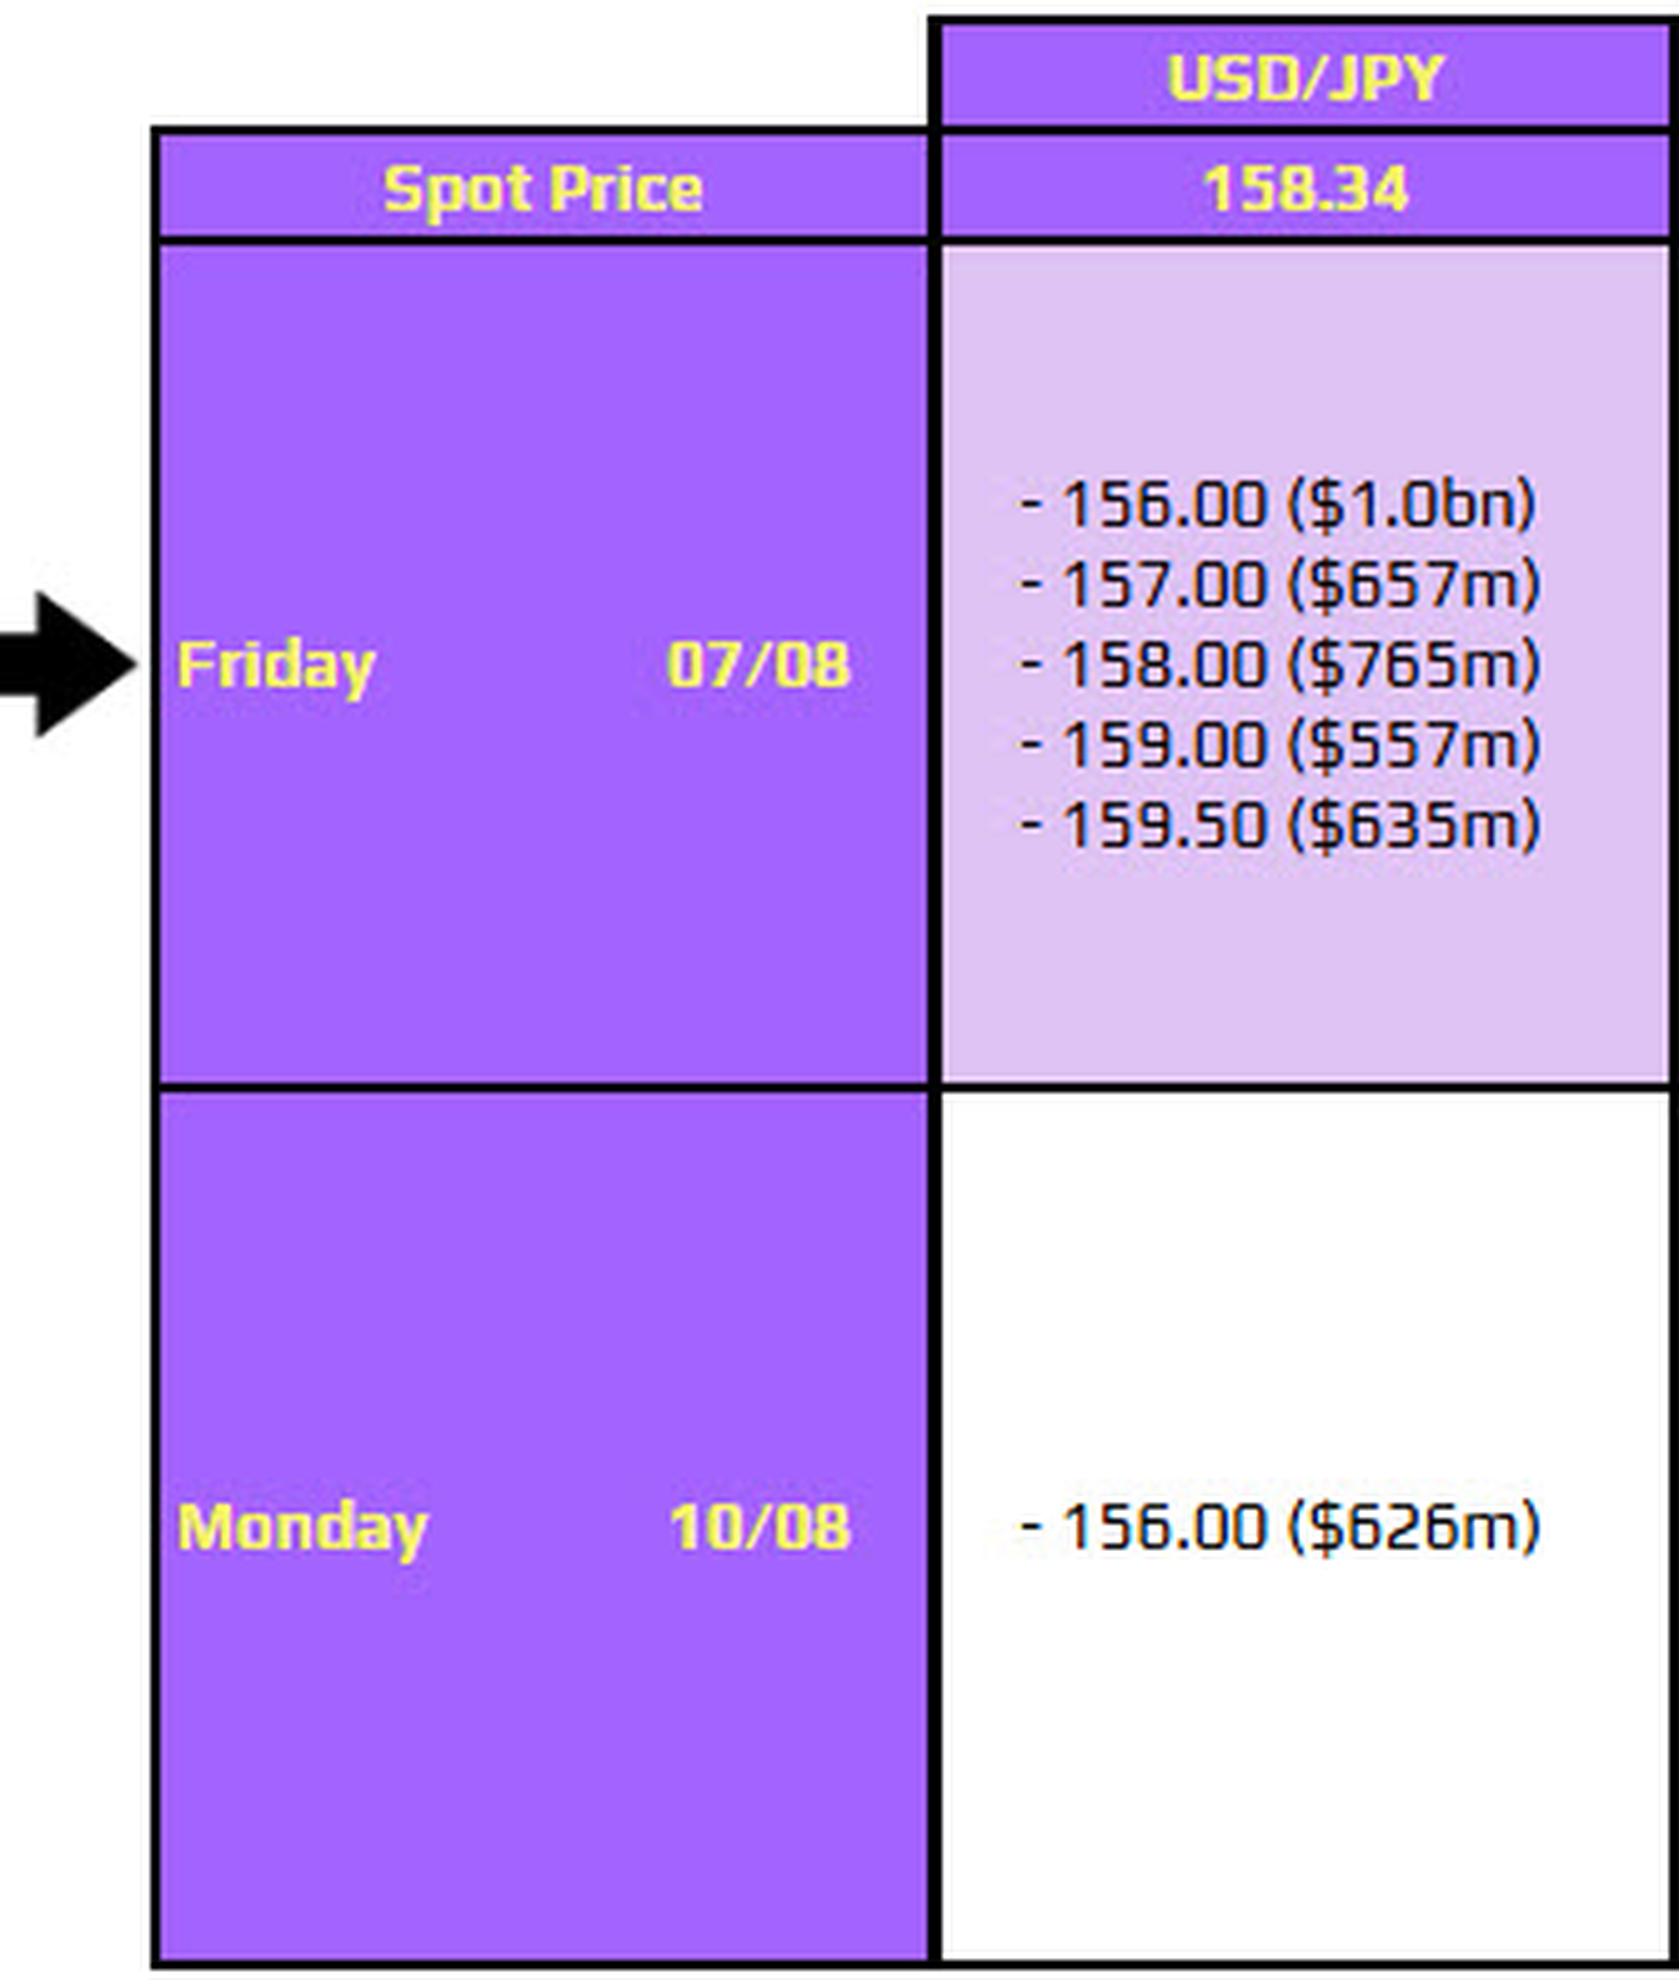 USD/JPY
Spot Price 158.34
Friday 07/08
- 156.00 ($1.0bn)
- 157.00 ($657m)
- 158.00 ($765m)
- 159.00 ($557m)
- 159.50 ($635m)
Monday 10/08
- 156.00 ($626m)